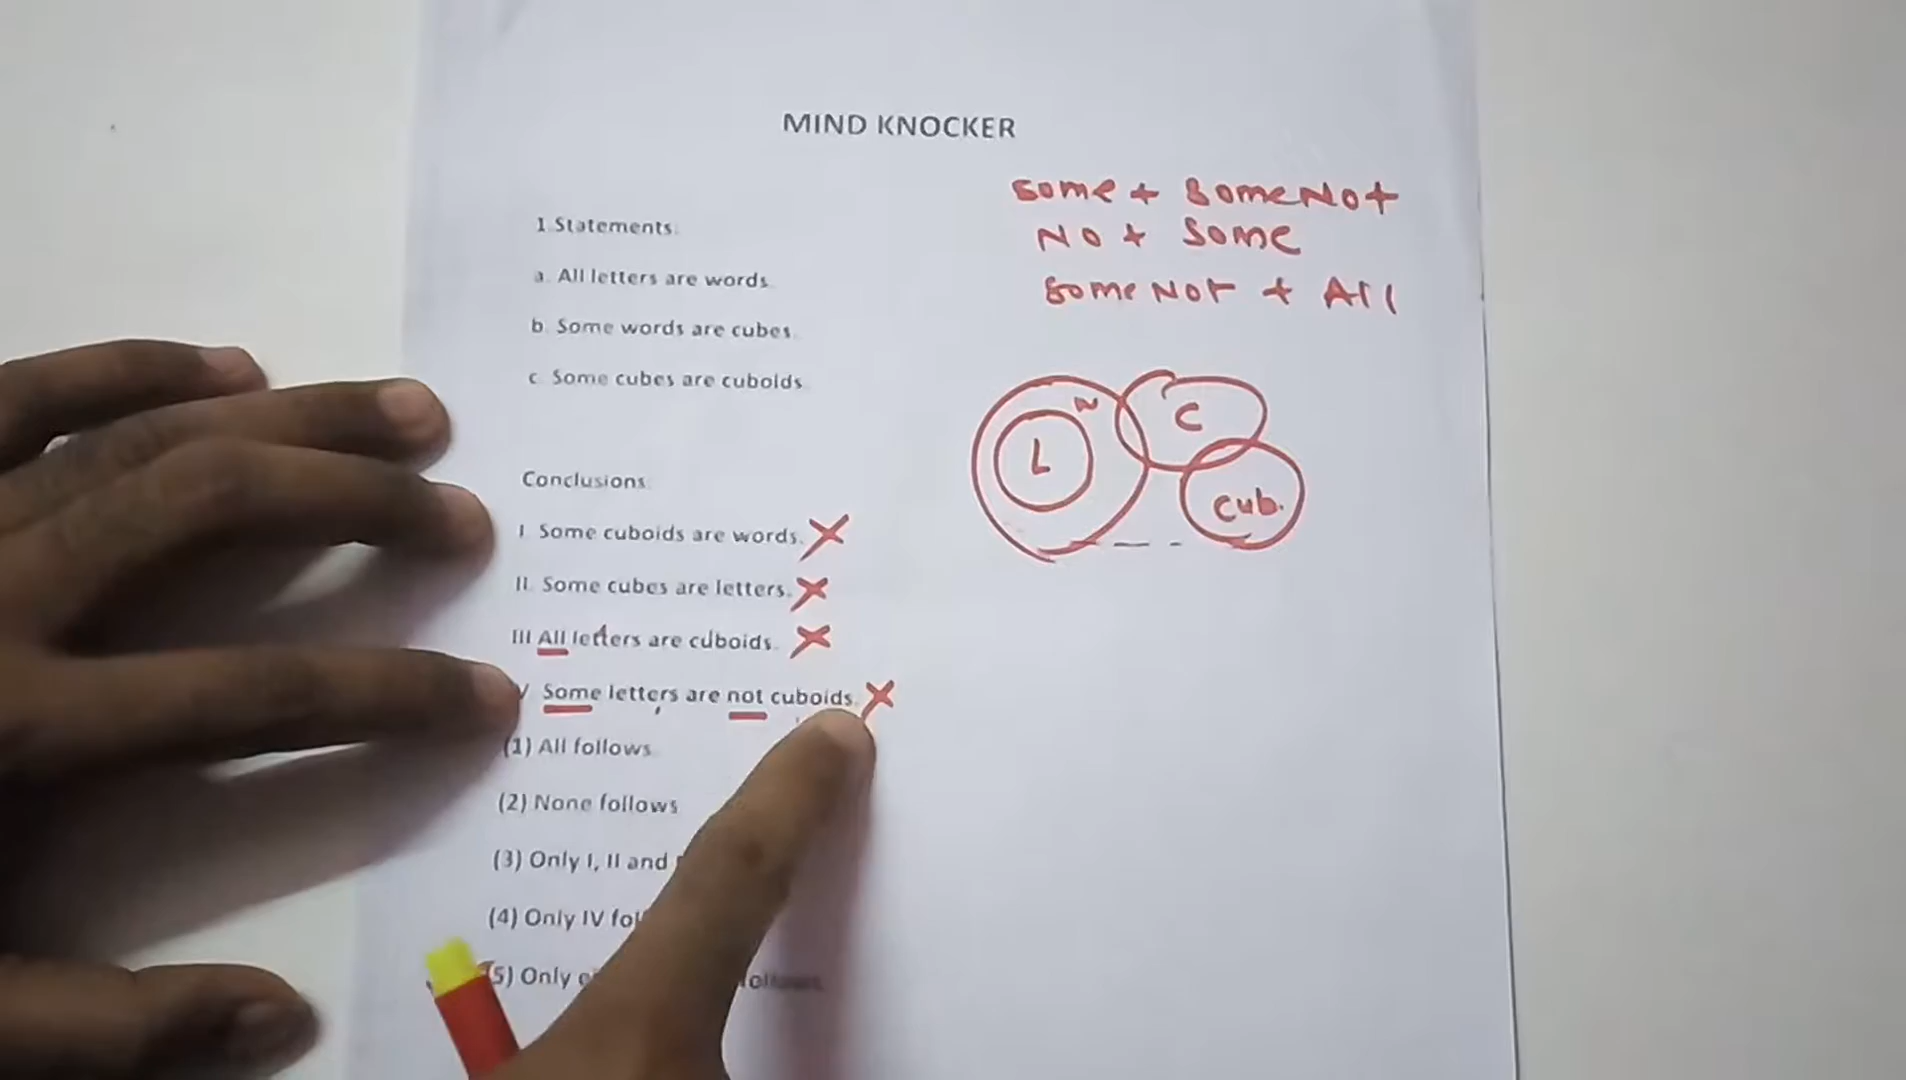 MIND KNOCKER
some + some Not
No + some
some Not + All
1.Statements:
a. All letters are words.
b. Some words are cubes.
c. Some cubes are cuboids.
L
W
C
Cub.
Conclusions:
I. Some cuboids are words.
II. Some cubes are letters.
III All letters are cuboids.
Some letters are not cuboids.
(1) All follows
(2) None follows
(3) Only I, II and
(4) Only IV
5) Only